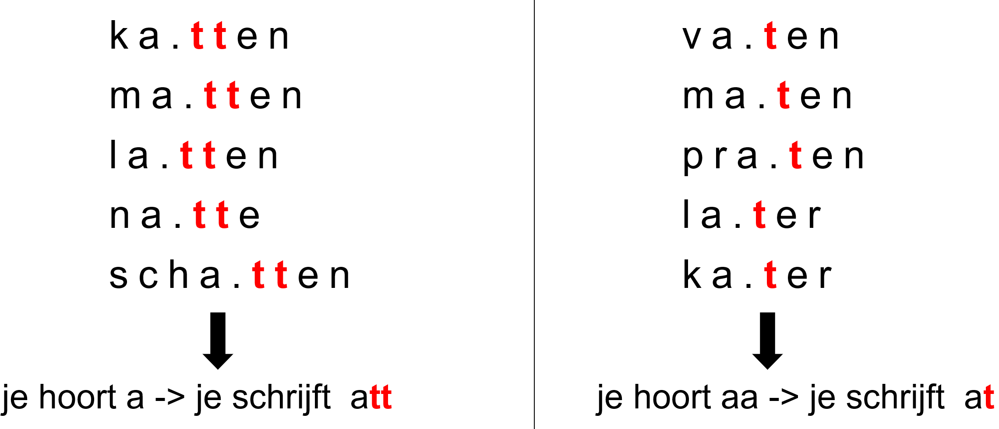 k a . t t e n
m a . t t e n
l a . t t e n
n a . t t e
s c h a . t t e n
je hoort a -> je schrijft att
v a . t e n
m a . t e n
p r a . t e n
l a . t e r
k a . t e r
je hoort aa -> je schrijft at